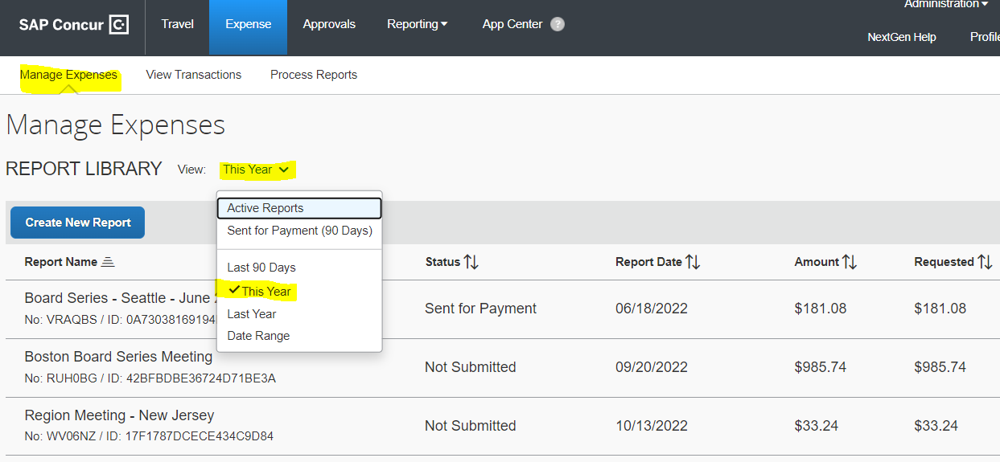 Administration
SAP Concur C Travel Expense Approvals Reporting App Center ?
NextGen Help
Manage Expenses View Transactions Process Reports
Manage Expenses
REPORT LIBRARY View: This Year
Active Reports
Create New Report
Sent for Payment (90 Days)
Report Name Status Report Date Amount Requested
Last 90 Days
This Year
Board Series - Seattle - June
Sent for Payment 06/18/2022 $181.08 $181.08
Last Year
No: VRAQBS / ID: 0A73038169194
Date Range
Boston Board Series Meeting
Not Submitted 09/20/2022 $985.74 $985.74
No: RUH0BG / ID: 42BFBDBE36724D71BE3A
Region Meeting - New Jersey
Not Submitted 10/13/2022 $33.24 $33.24
No: WV06NZ / ID: 17F1787DCECE434C9D84